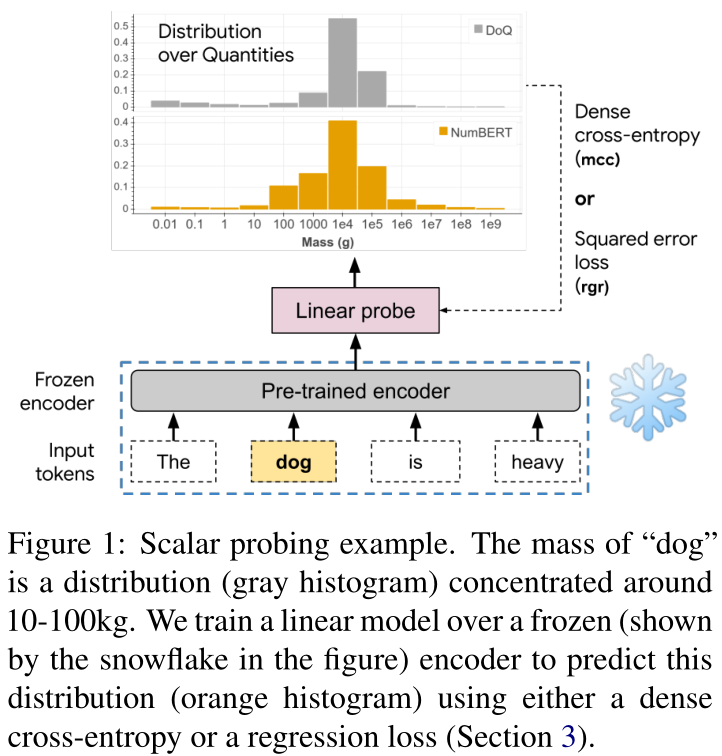 Distribution
over Quantities
DoQ
0.5
0.4
0.3
0.2
0.1
0
NumBERT
0.4
0.3
0.2
0.1
0
0.01 0.1 1 10 100 1000 1e4 1e5 1e6 1e7 1e8 1e9
Mass (g)
Dense
cross-entropy
(mcc)
or
Squared error
loss
(rgr)
Linear probe
Frozen
encoder
Pre-trained encoder
Input
tokens
The dog is heavy
Figure 1: Scalar probing example. The mass of “dog”
is a distribution (gray histogram) concentrated around
10-100kg. We train a linear model over a frozen (shown
by the snowflake in the figure) encoder to predict this
distribution (orange histogram) using either a dense
cross-entropy or a regression loss (Section 3).